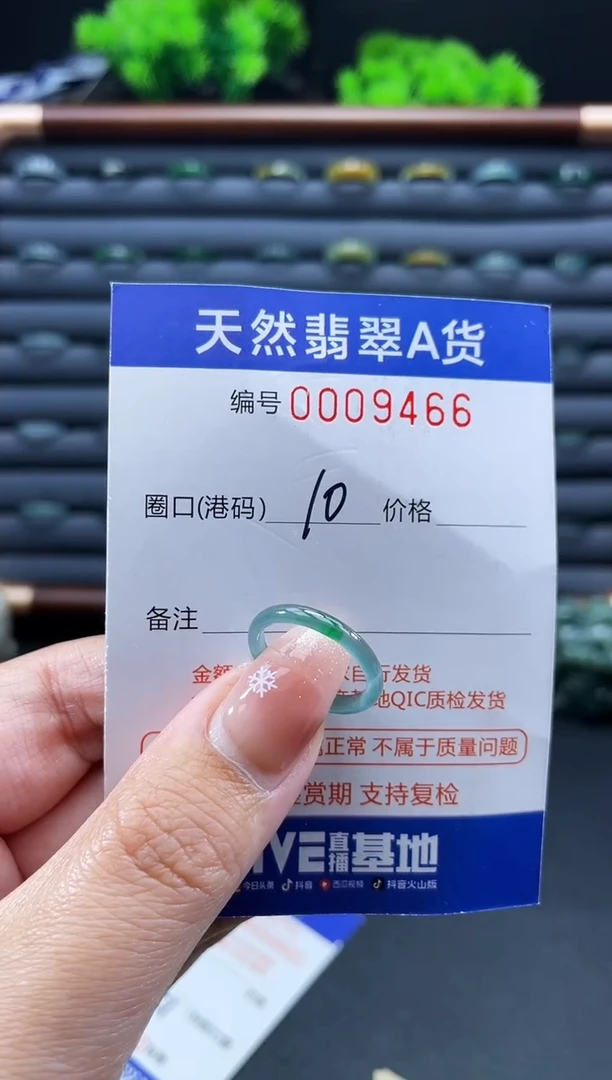 天然翡翠A货
编号 0009466
圈口(港码) 10 价格
备注
金额 自行发货
地QIC质检发货
正常 不属于质量问题
赏期 支持复检
IVE 直播 基地
今日头条 抖音 西瓜视频 抖音火山版